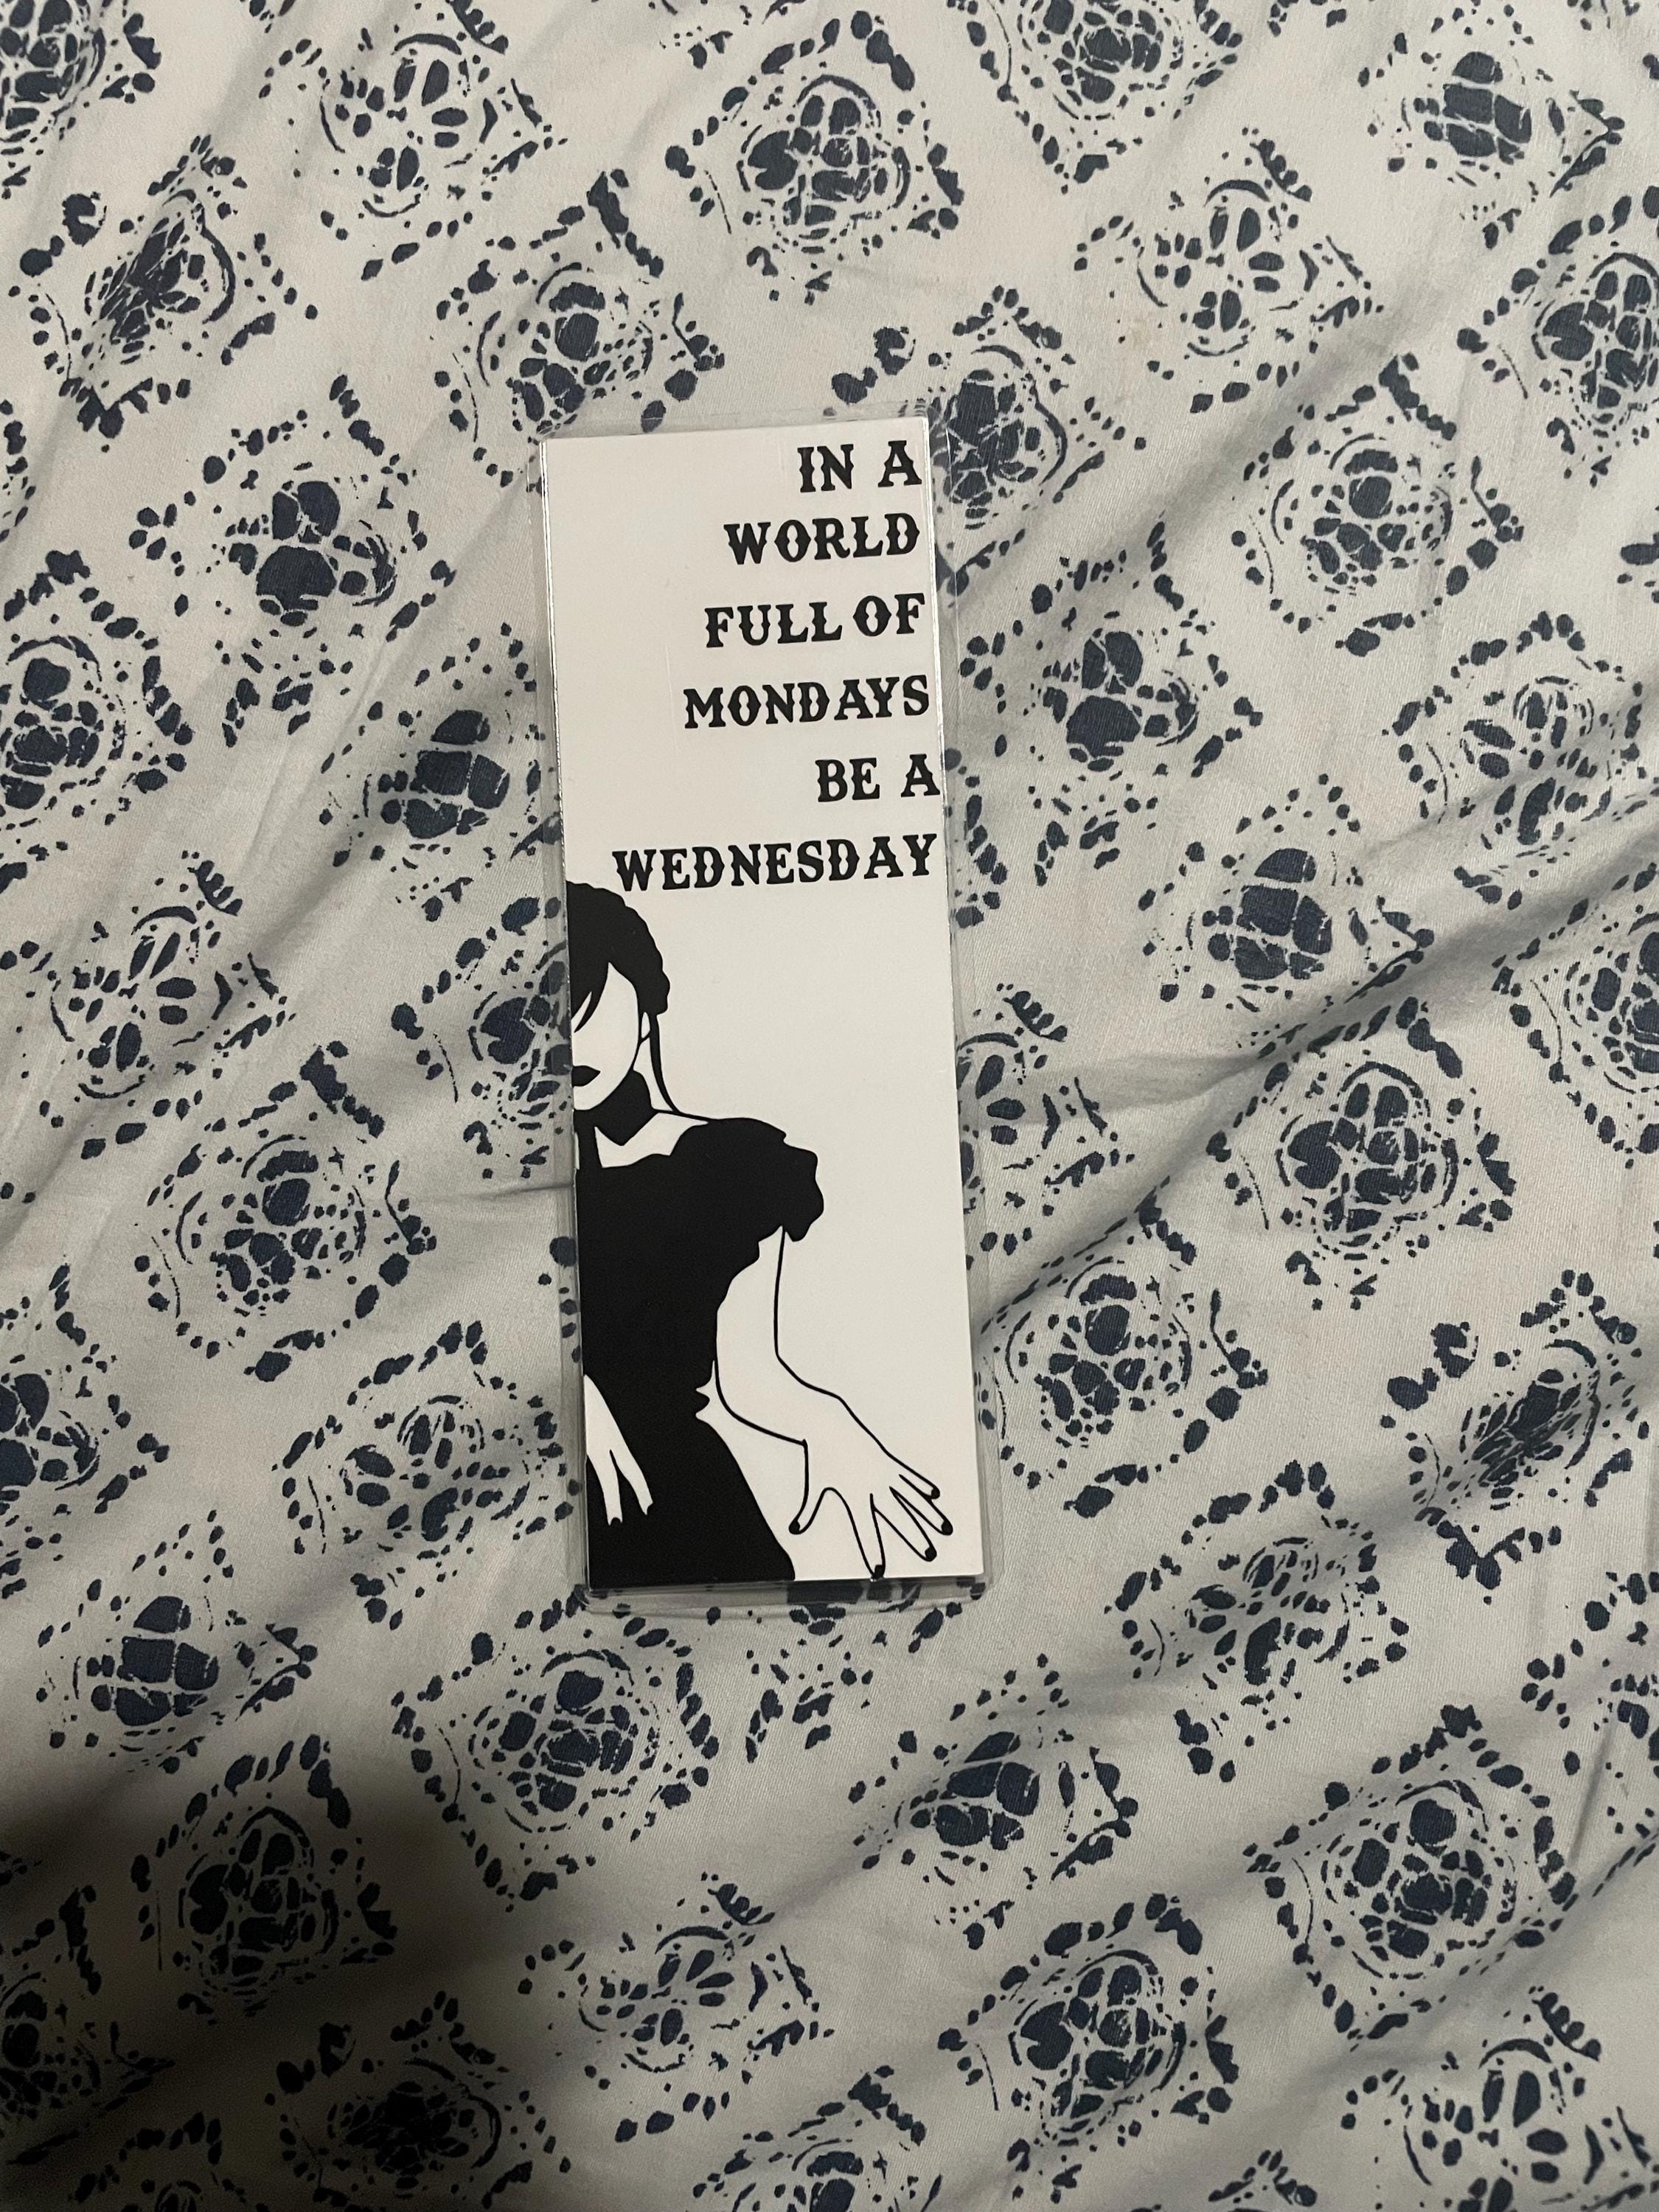 IN A
WORLD
FULL OF
MONDAYS
BE A
WEDNESDAY